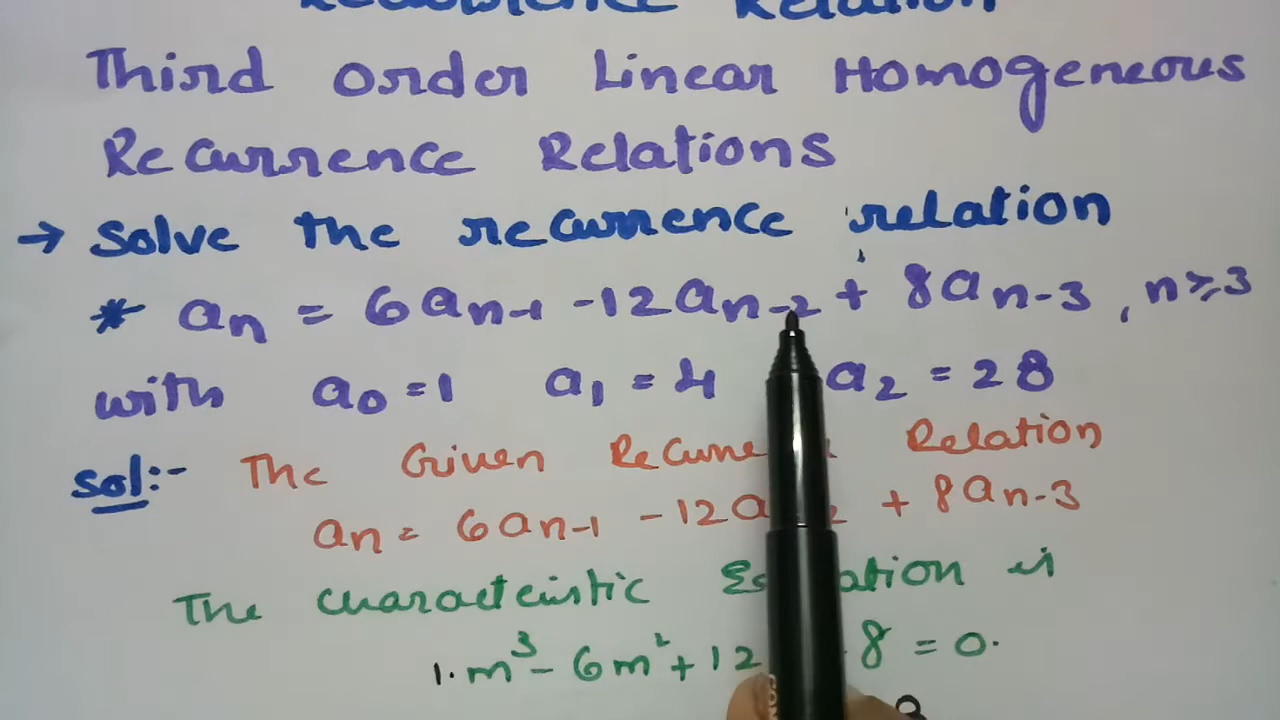 Recurrence Relation
Third order Linear Homogeneous
Recurrence Relations
→ Solve the recurrence relation
* an = 6an-1 -12an-2 + 8an-3, n≥3
with a0=1 a1=4 a2=28
Sol:- The Given Relation
an= 6an-1 -12a + 8an-3
The characteristic is
1.m³-6m²+12 8=0.